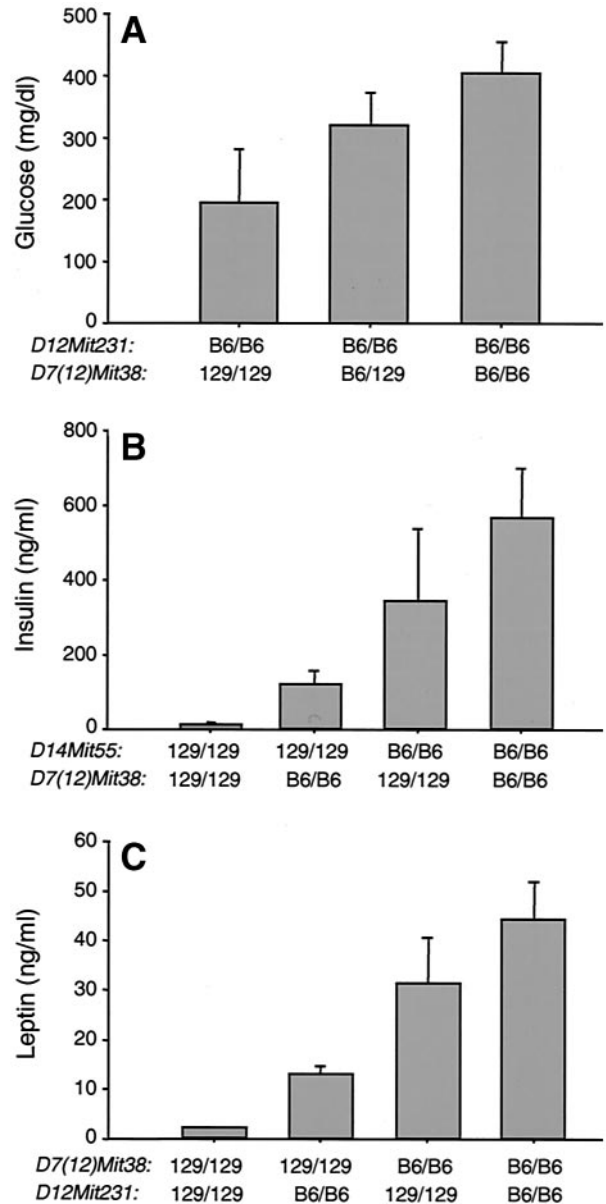 A
Glucose (mg/dl)
500
400
300
200
100
0
D12Mit231: B6/B6 B6/B6 B6/B6
D7(12)Mit38: 129/129 B6/129 B6/B6
B
Insulin (ng/ml)
800
600
400
200
0
D14Mit55: 129/129 129/129 B6/B6 B6/B6
D7(12)Mit38: 129/129 B6/B6 129/129 B6/B6
C
Leptin (ng/ml)
60
50
40
30
20
10
0
D7(12)Mit38: 129/129 129/129 B6/B6 B6/B6
D12Mit231: 129/129 B6/B6 129/129 B6/B6